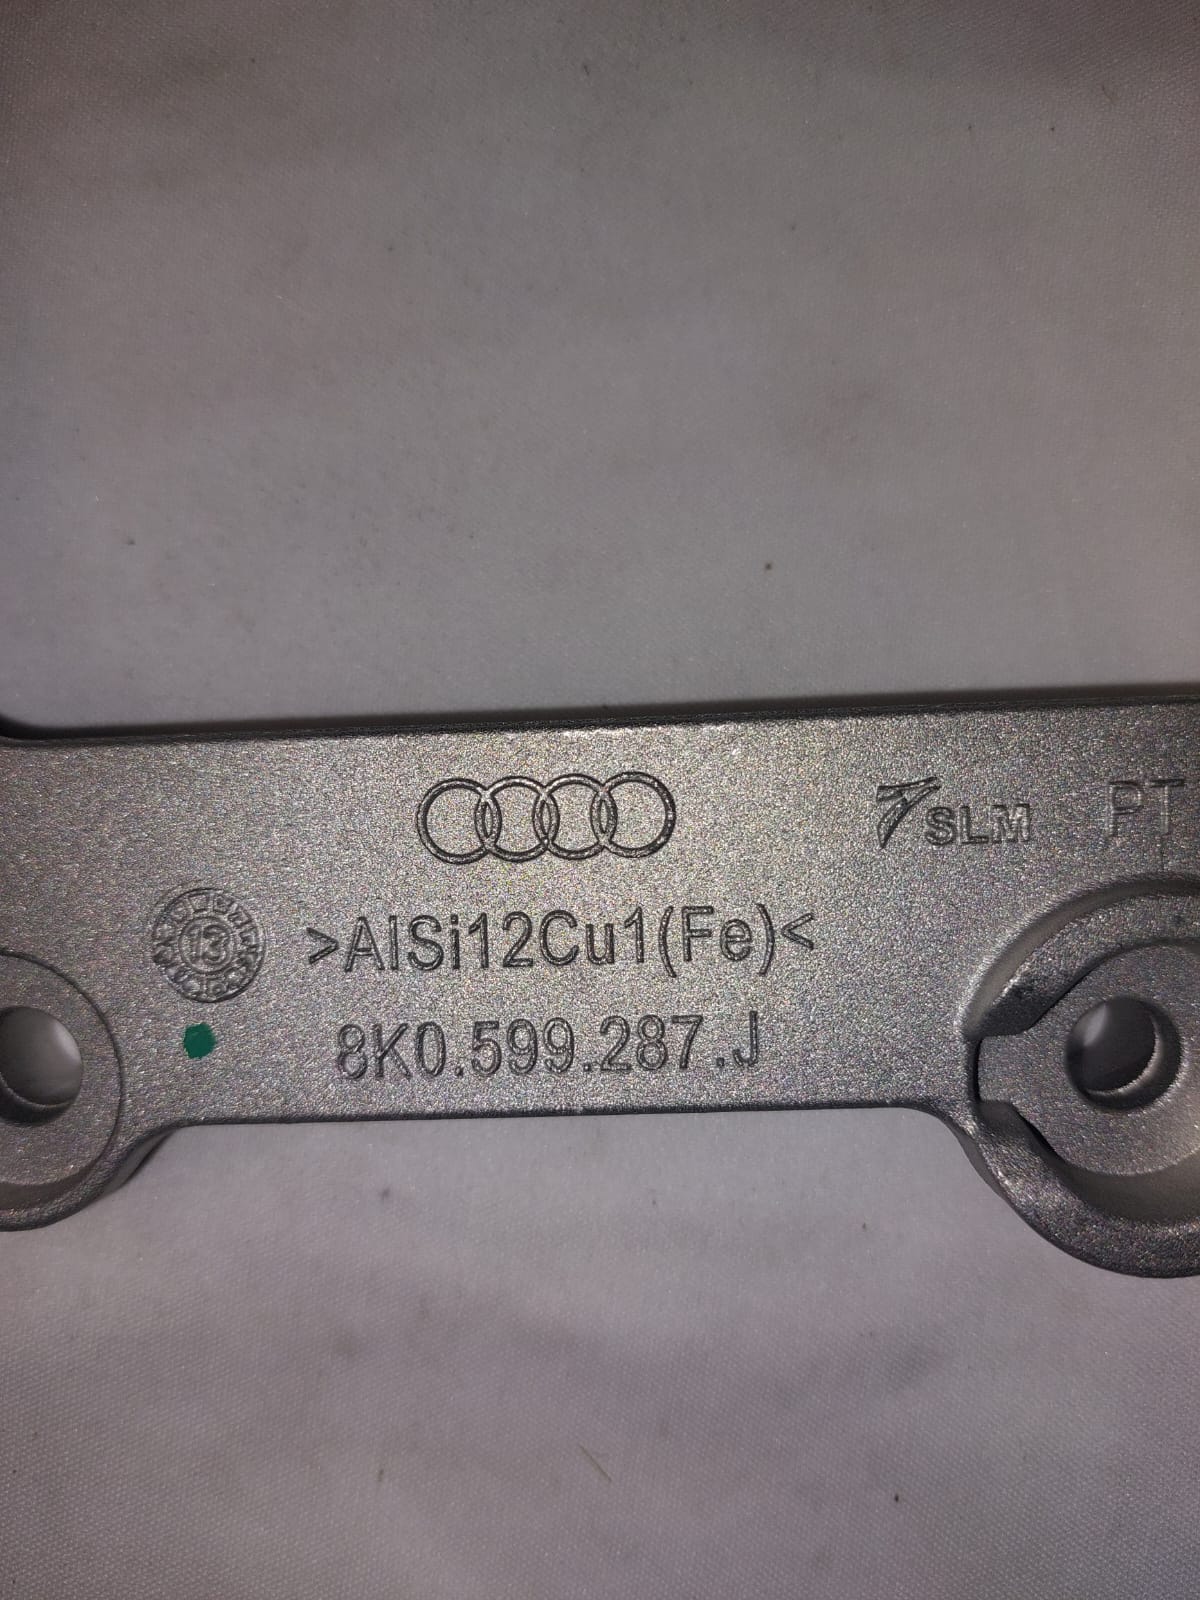 SLM PT
13
>AlSi12Cu1(Fe)<
8K0.599.287.J